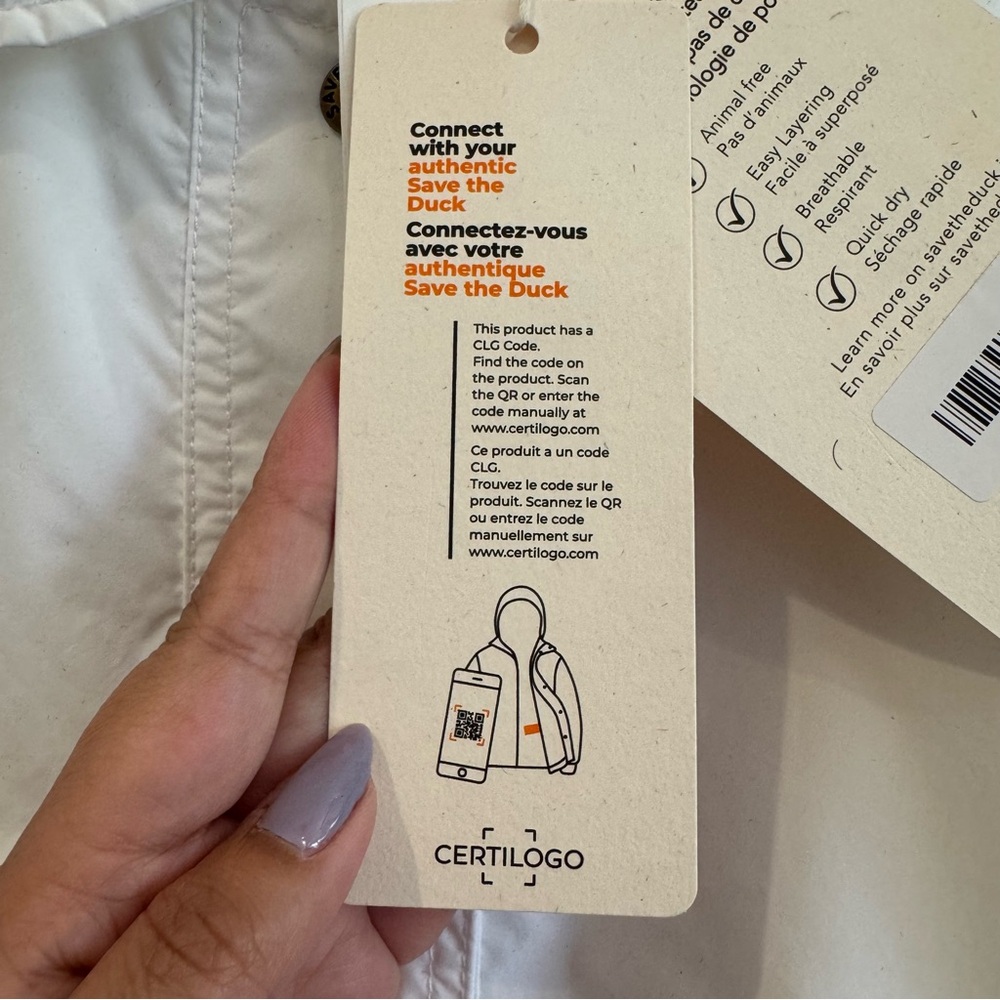 Connect
with your
authentic
Save the
Duck
Connectez-vous
avec votre
authentique
Save the Duck
This product has a
CLG Code.
Find the code on
the product. Scan
the QR or enter the
code manually at
www.certilogo.com
Ce produit a un code
CLG.
Trouvez le code sur le
produit. Scannez le QR
ou entrez le code
manuellement sur
www.certilogo.com
CERTILOGO
pas de
de
Animal free
Pas d'animaux
Easy Layering
Facile à superposé
Breathable
Respirant
Quick dry
Séchage rapide
Learn more on savetheduck
En savoir plus sur